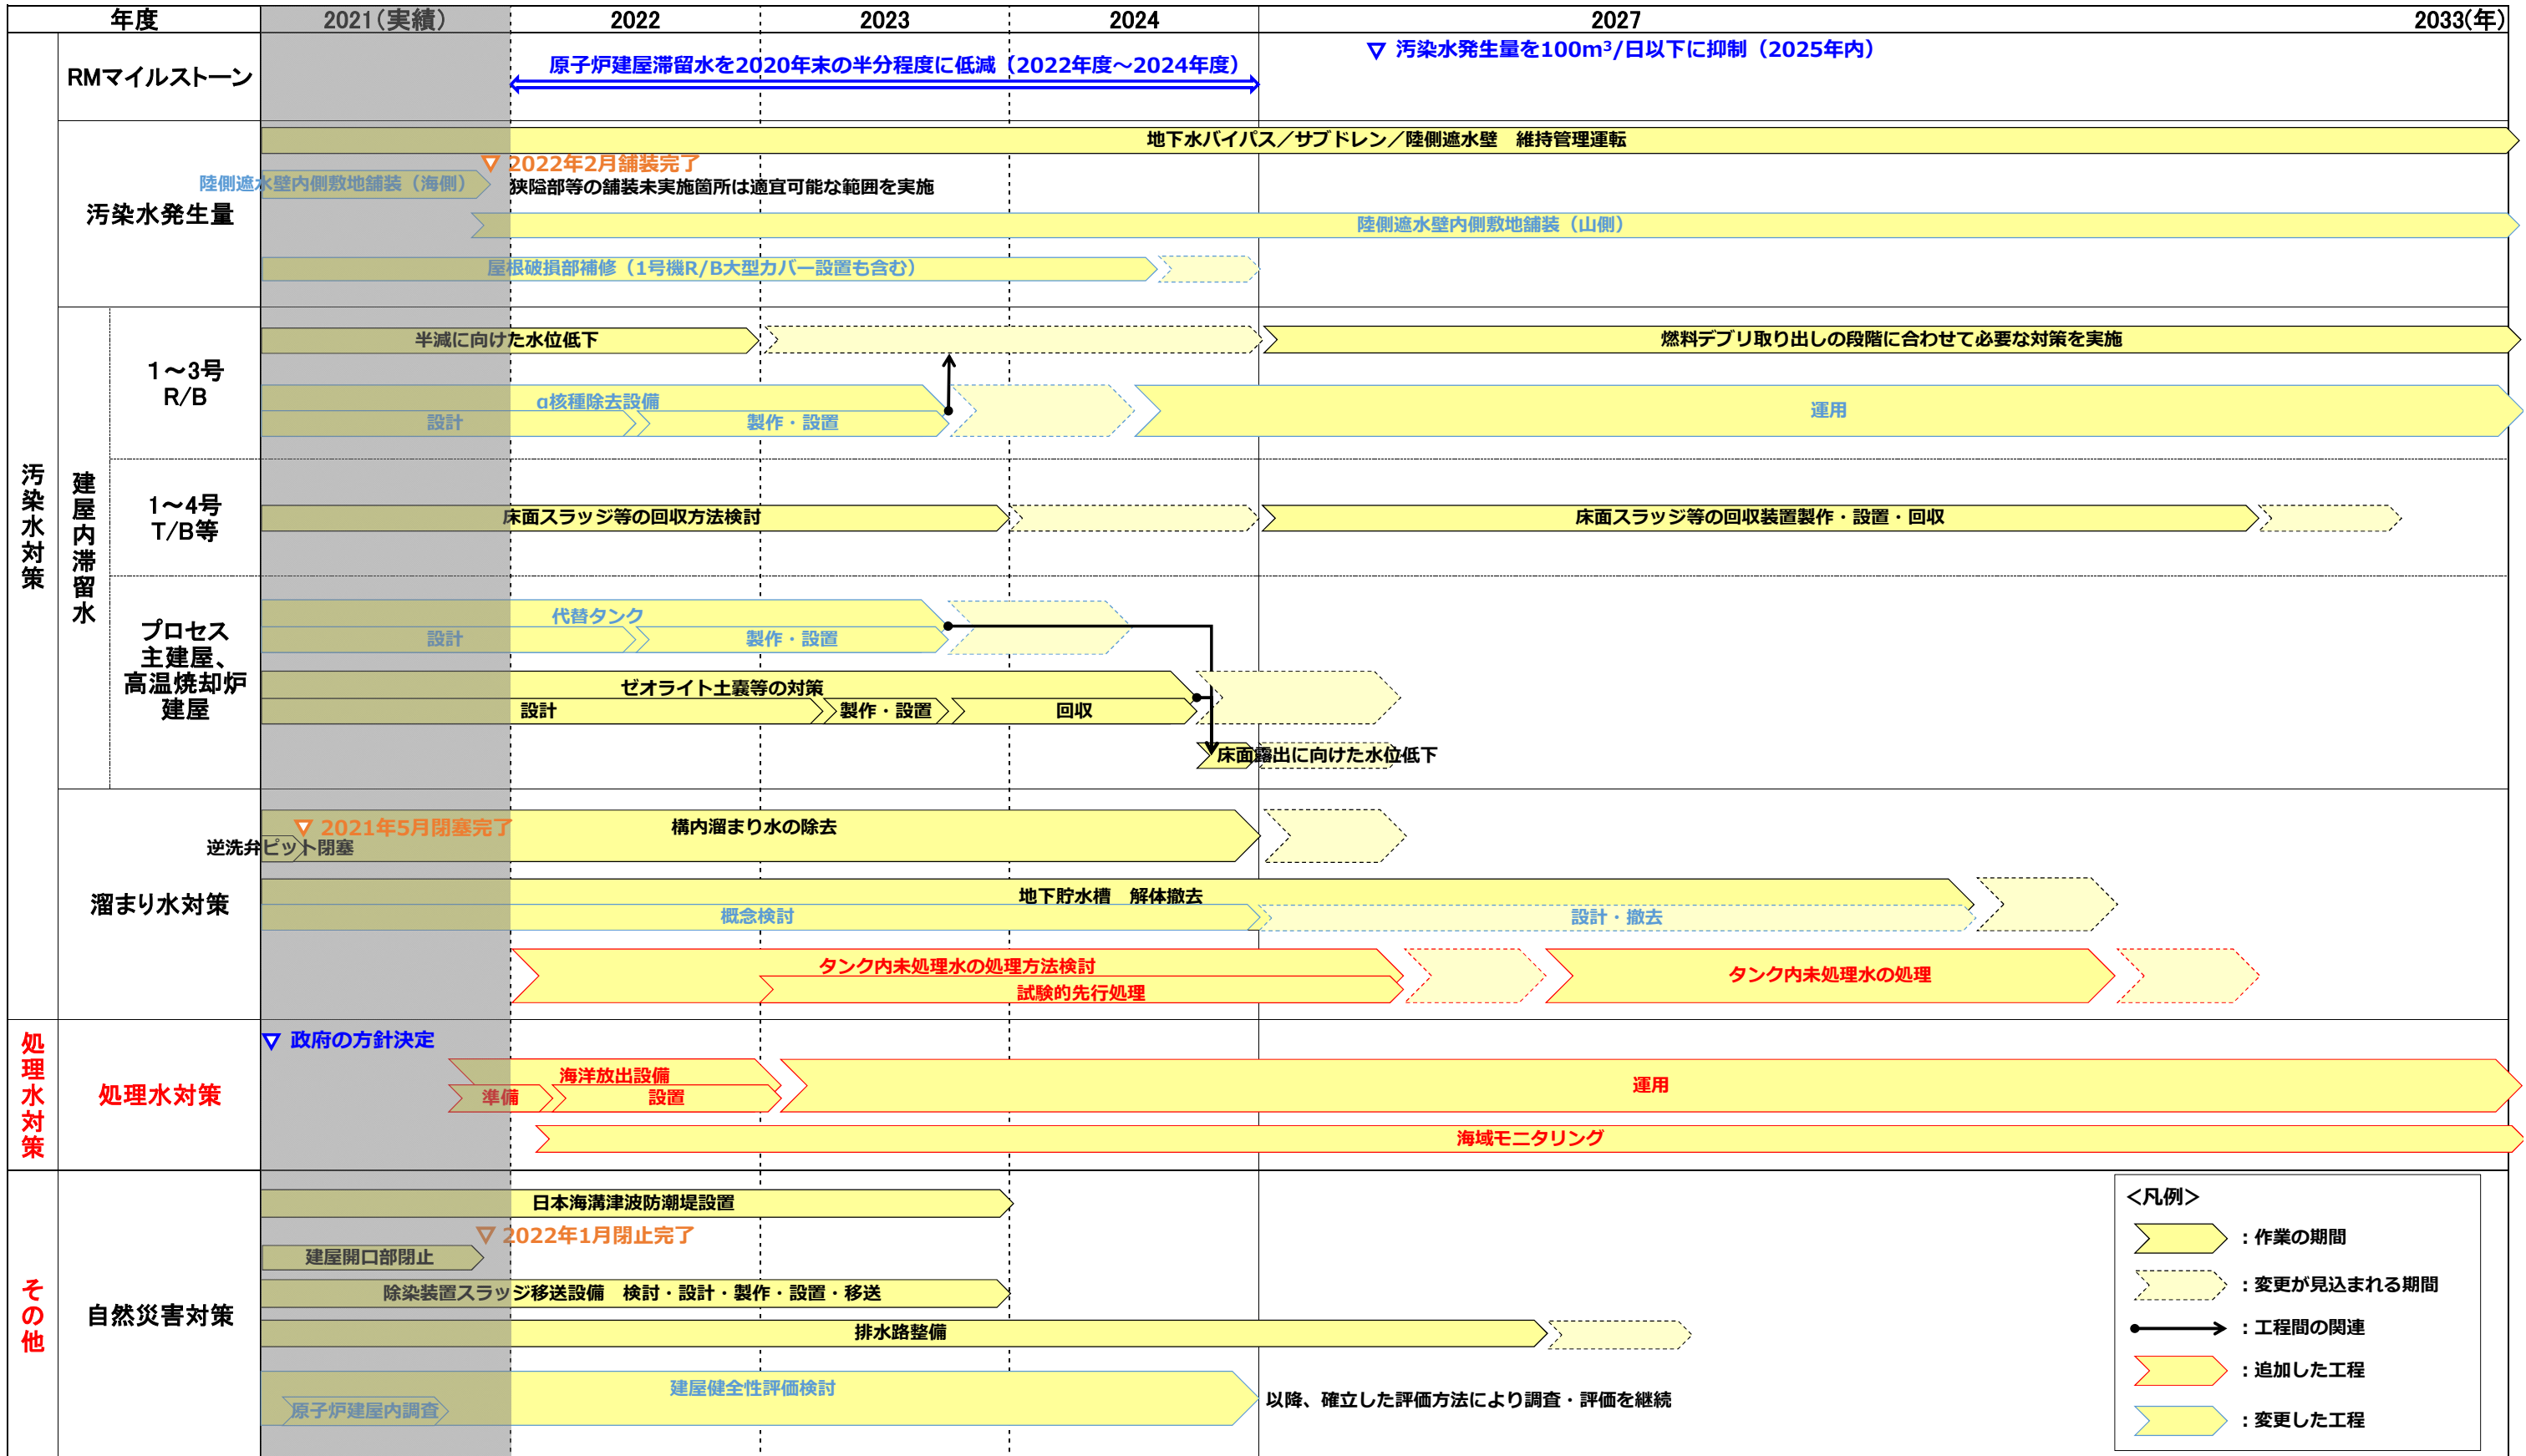 年度
2021(実績)
2022
2023
2024
2027
2033(年)
汚染水対策
RMマイルストーン
原子炉建屋滞留水を2020年末の半分程度に低減（2022年度～2024年度）
▽ 汚染水発生量を100m³/日以下に抑制（2025年内）
汚染水発生量
地下水バイパス／サブドレン／陸側遮水壁　維持管理運転
▽ 2022年2月舗装完了
陸側遮水壁内側敷地舗装（海側）
狭隘部等の舗装未実施箇所は適宜可能な範囲を実施
陸側遮水壁内側敷地舗装（山側）
屋根破損部補修（1号機R/B大型カバー設置も含む）
建屋内滞留水
1～3号
R/B
半減に向けた水位低下
燃料デブリ取り出しの段階に合わせて必要な対策を実施
α核種除去設備
設計
製作・設置
運用
1～4号
T/B等
床面スラッジ等の回収方法検討
床面スラッジ等の回収装置製作・設置・回収
プロセス
主建屋、
高温焼却炉
建屋
代替タンク
設計
製作・設置
ゼオライト土嚢等の対策
設計
製作・設置
回収
床面露出に向けた水位低下
溜まり水対策
▽ 2021年5月閉塞完了
構内溜まり水の除去
逆洗弁ピット閉塞
地下貯水槽　解体撤去
概念検討
設計・撤去
タンク内未処理水の処理方法検討
試験的先行処理
タンク内未処理水の処理
処理水対策
処理水対策
▽ 政府の方針決定
海洋放出設備
準備
設置
運用
海域モニタリング
その他
自然災害対策
日本海溝津波防潮堤設置
▽ 2022年1月閉止完了
建屋開口部閉止
除染装置スラッジ移送設備　検討・設計・製作・設置・移送
排水路整備
建屋健全性評価検討
原子炉建屋内調査
以降、確立した評価方法により調査・評価を継続
＜凡例＞
：作業の期間
：変更が見込まれる期間
：工程間の関連
：追加した工程
：変更した工程